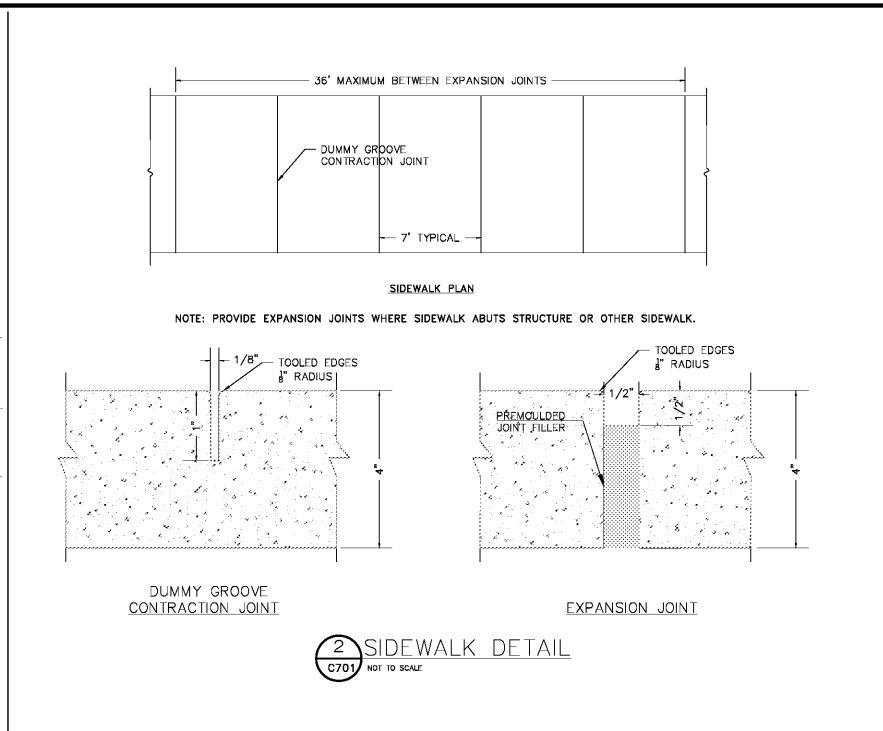 36' MAXIMUM BETWEEN EXPANSION JOINTS
DUMMY GROOVE
CONTRACTION JOINT
7' TYPICAL
SIDEWALK PLAN
NOTE: PROVIDE EXPANSION JOINTS WHERE SIDEWALK ABUTS STRUCTURE OR OTHER SIDEWALK.
1/8"
TOOLED EDGES
1/8" RADIUS
1"
4"
DUMMY GROOVE
CONTRACTION JOINT
TOOLED EDGES
1/8" RADIUS
1/2"
1/2"
PREMOULDED
JOINT FILLER
4"
EXPANSION JOINT
2
C701
SIDEWALK DETAIL
NOT TO SCALE